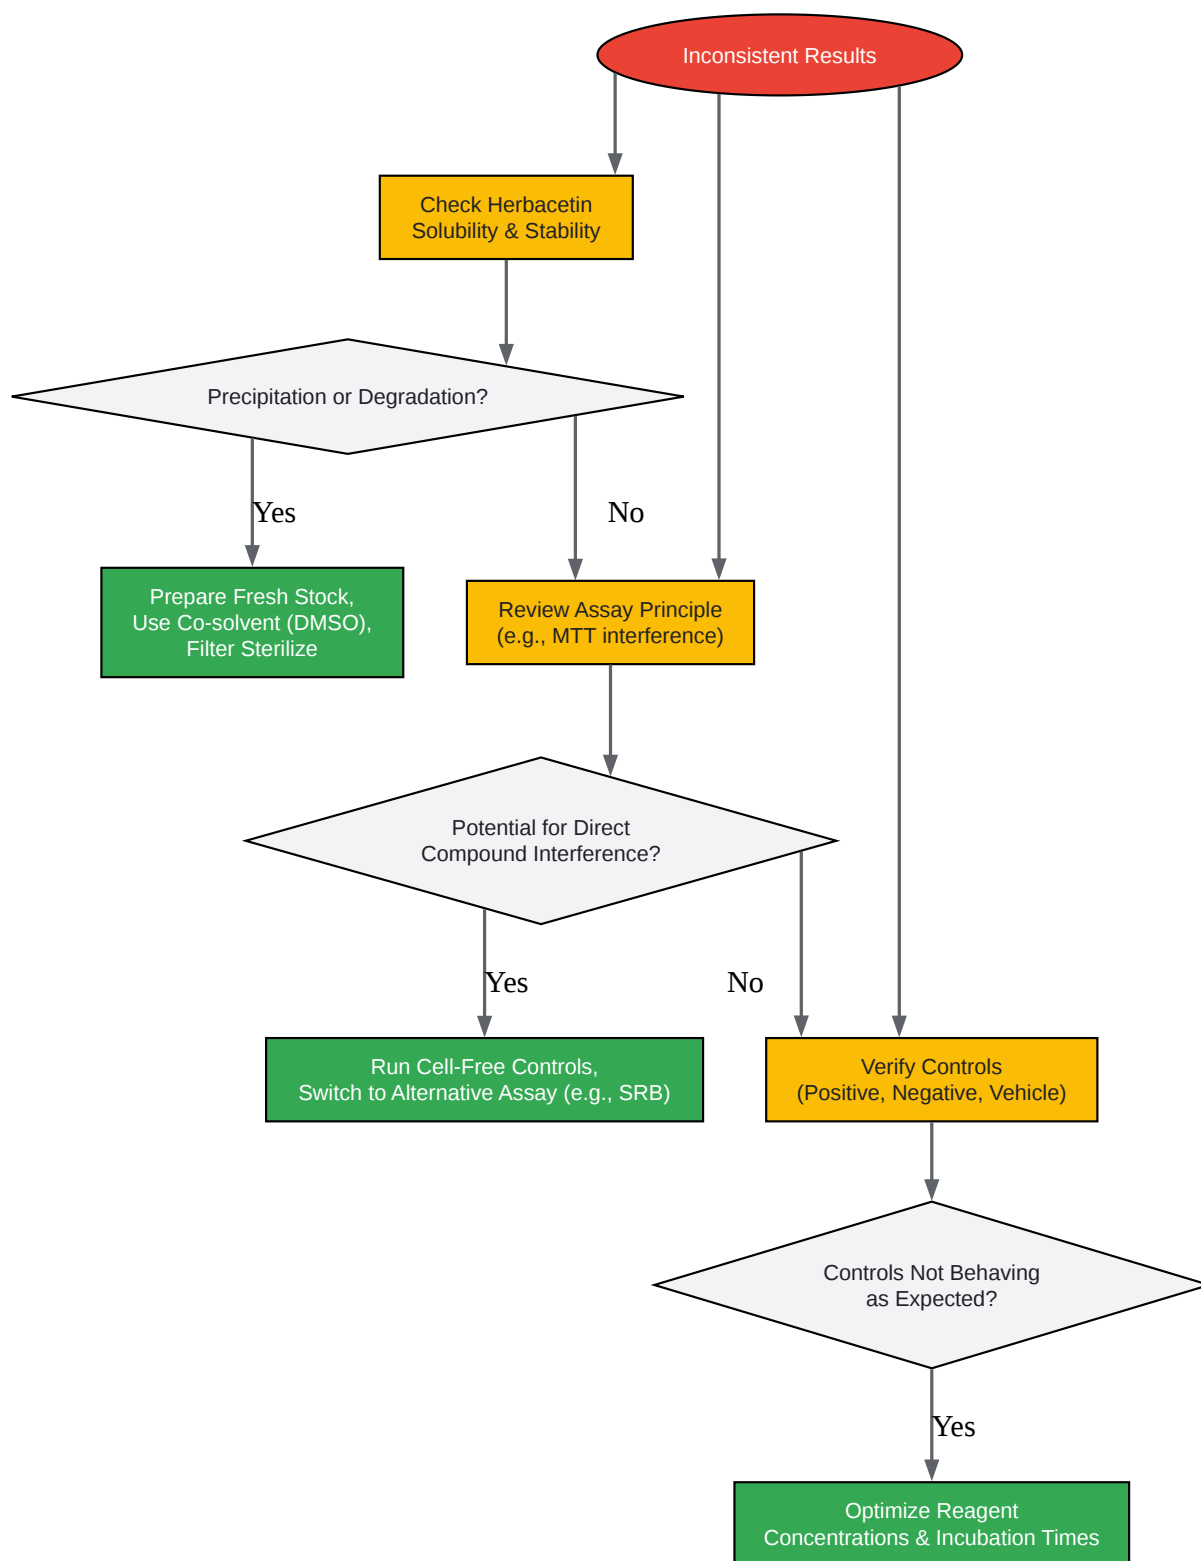 Inconsistent Results
Check Herbacetin
Solubility & Stability
Precipitation or Degradation?
Yes
No
Prepare Fresh Stock,
Use Co-solvent (DMSO),
Filter Sterilize
Review Assay Principle
(e.g., MTT interference)
Potential for Direct
Compound Interference?
Yes
No
Run Cell-Free Controls,
Switch to Alternative Assay (e.g., SRB)
Verify Controls
(Positive, Negative, Vehicle)
Controls Not Behaving
as Expected?
Yes
Optimize Reagent
Concentrations & Incubation Times